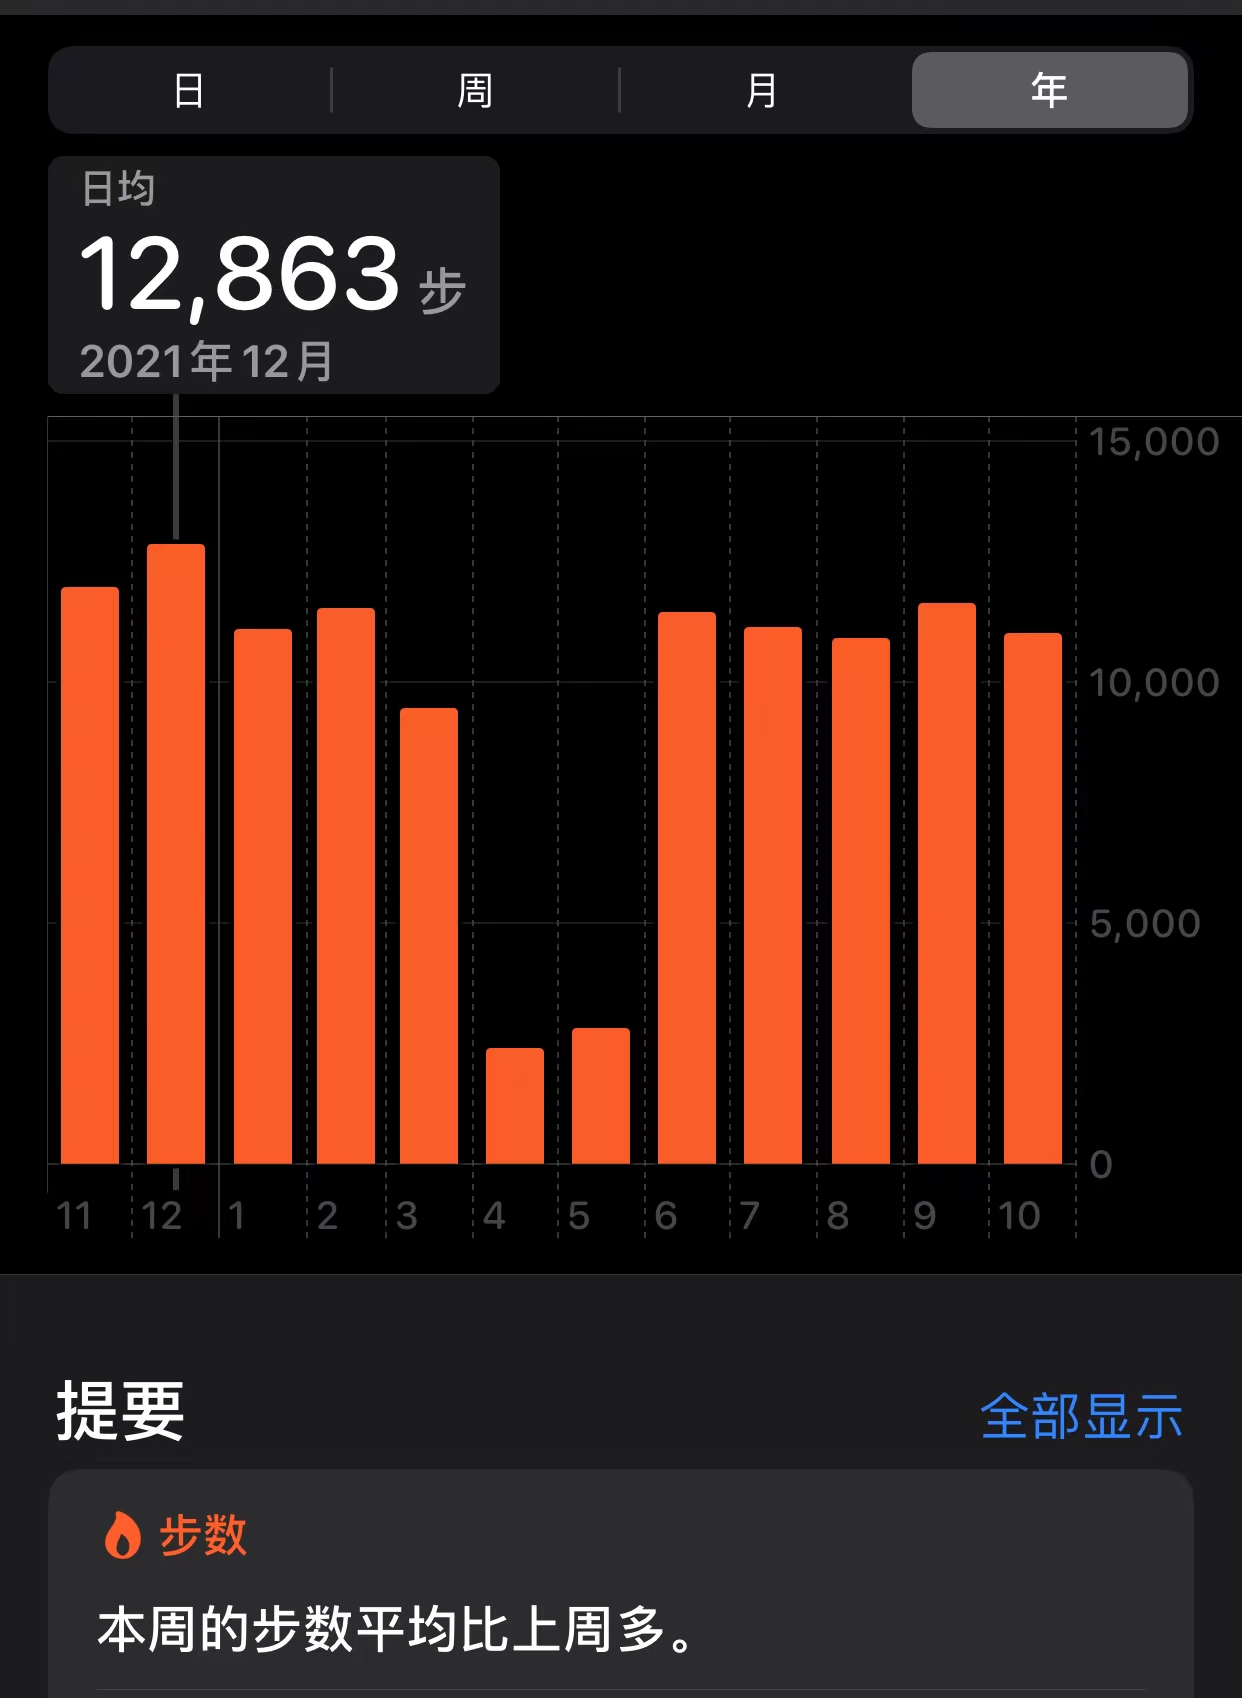 日 周 月 年
日均
12,863 步
2021年12月
15,000
10,000
5,000
0
11 12 1 2 3 4 5 6 7 8 9 10
提要 全部显示
步数
本周的步数平均比上周多。